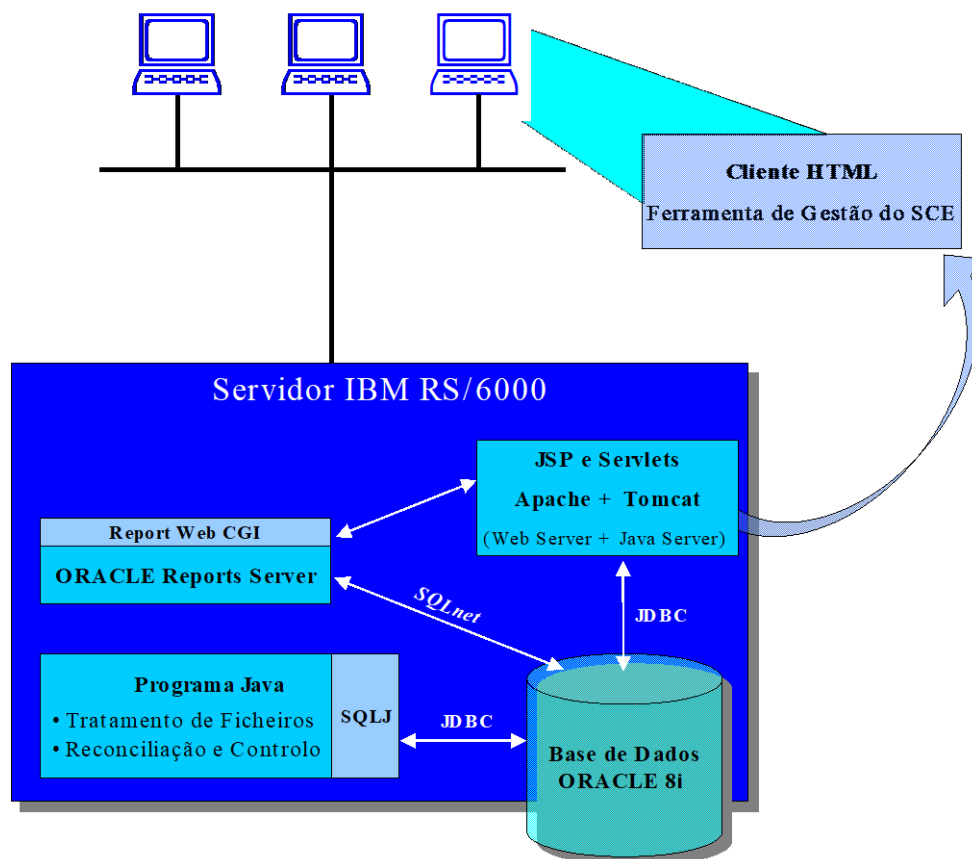 Cliente HTML
Ferramenta de Gestão do SCE
Servidor IBM RS/6000
JSP e Servlets
Apache + Tomcat
(Web Server + Java Server)
Report Web CGI
ORACLE Reports Server
SQLnet
JDBC
Programa Java
• Tratamento de Ficheiros
• Reconciliação e Controlo
SQLJ
JDBC
Base de Dados
ORACLE 8i